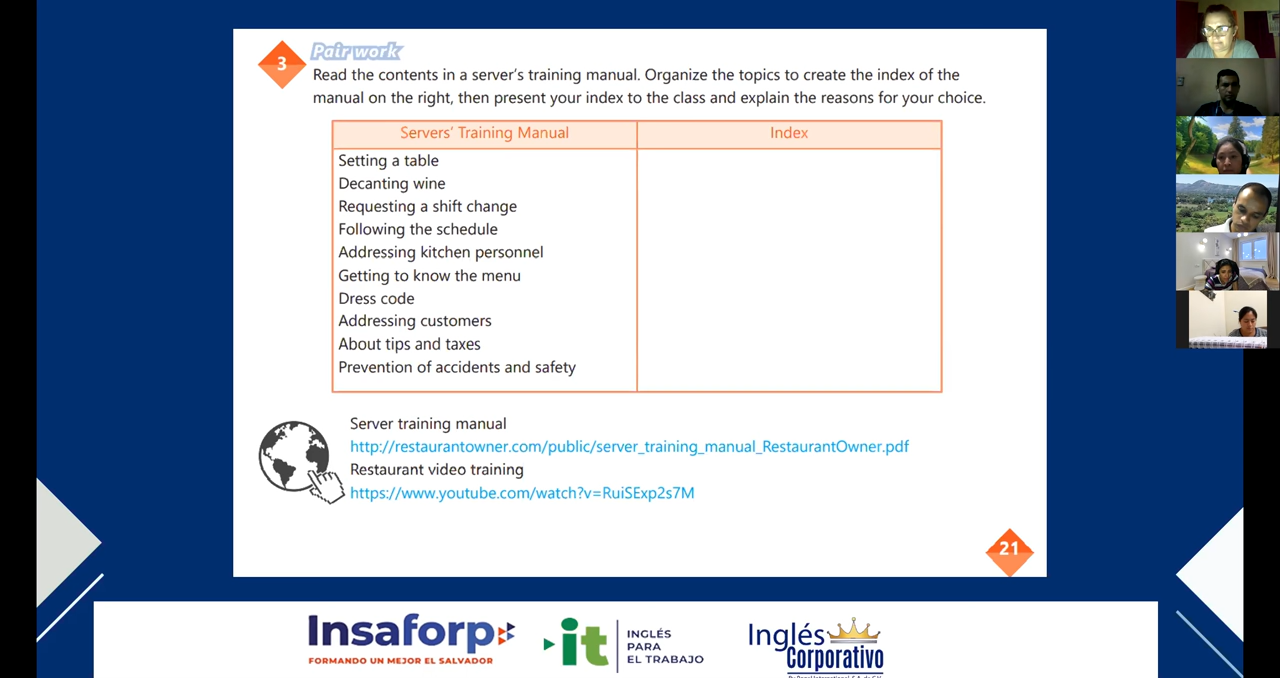 3
Pair work
Read the contents in a server's training manual. Organize the topics to create the index of the
manual on the right, then present your index to the class and explain the reasons for your choice.
Servers' Training Manual
Index
Setting a table
Decanting wine
Requesting a shift change
Following the schedule
Addressing kitchen personnel
Getting to know the menu
Dress code
Addressing customers
About tips and taxes
Prevention of accidents and safety
Server training manual
http://restaurantowner.com/public/server_training_manual_RestaurantOwner.pdf
Restaurant video training
https://www.youtube.com/watch?v=RuiSExp2s7M
21
Insaforp
FORMANDO UN MEJOR EL SALVADOR
it
INGLÉS
PARA
EL TRABAJO
Inglés
Corporativo